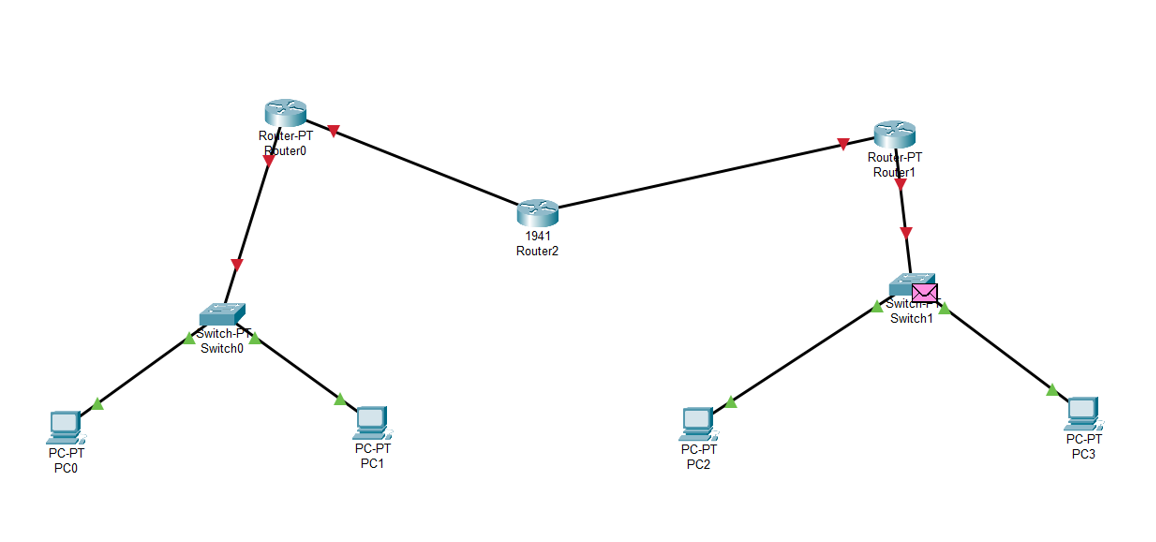 Router-PT
Router0
Router-PT
Router1
1941
Router2
Switch-PT
Switch0
Switch-PT
Switch1
PC-PT
PC0
PC-PT
PC1
PC-PT
PC2
PC-PT
PC3